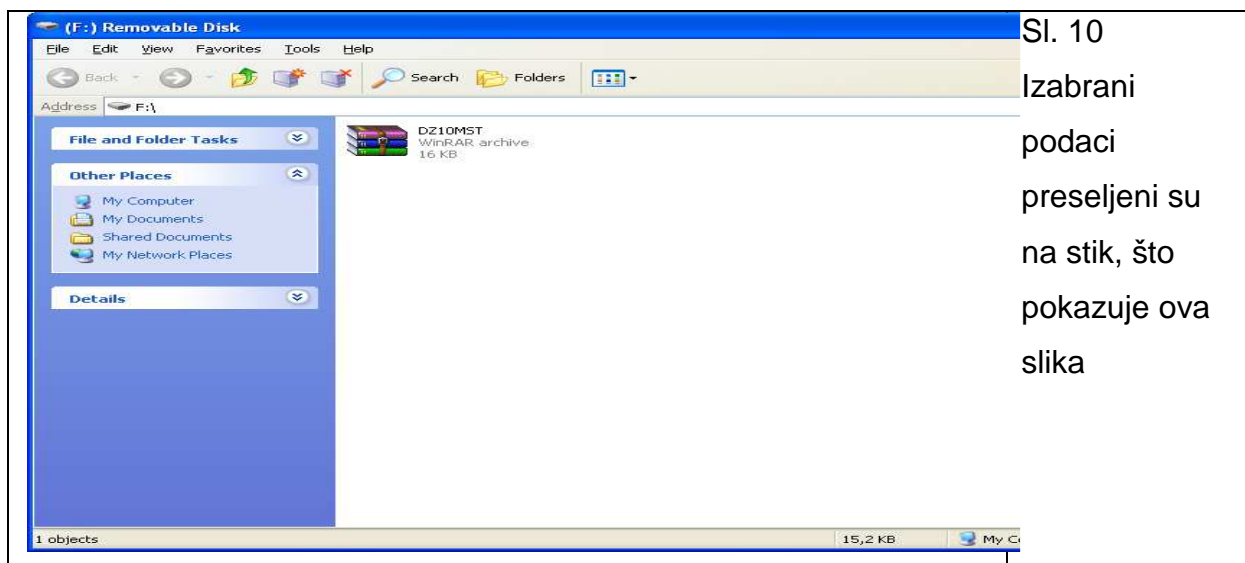 (F:) Removable Disk
File Edit View Favorites Tools Help
Back Search Folders
Address F:\
File and Folder Tasks
Other Places
My Computer
My Documents
Shared Documents
My Network Places
Details
DZ10MST
WinRAR archive
16 KB
1 objects 15,2 KB My
Sl. 10
Izabrani
podaci
preseljeni su
na stik, što
pokazuje ova
slika